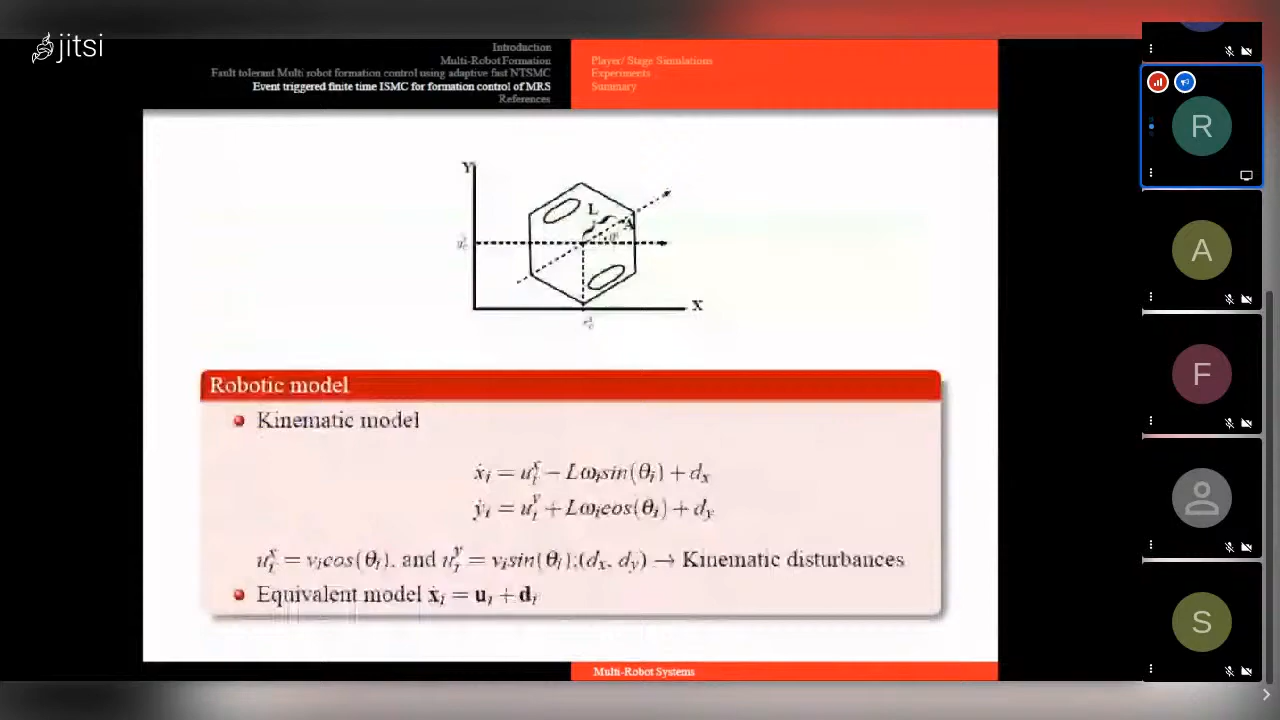 jitsi
Introduction
Multi-Robot Formation
Fault tolerant Multi robot formation control using adaptive fast NTSMC
Event triggered finite time ISMC for formation control of MRS
References
Player/ Stage Simulations
Experiments
Summary
Y
L
A
X
Robotic model
Kinematic model
ẋᵢ = uᵢˣ − Lωᵢsin(θᵢ) + dₓ
ẏᵢ = uᵢʸ + Lωᵢcos(θᵢ) + d_y
uᵢˣ = vᵢcos(θᵢ), and uᵢʸ = vᵢsin(θᵢ);(dₓ, d_y) → Kinematic disturbances
Equivalent model ẋᵢ = uᵢ + dᵢ
Multi-Robot Systems
R
A
F
S